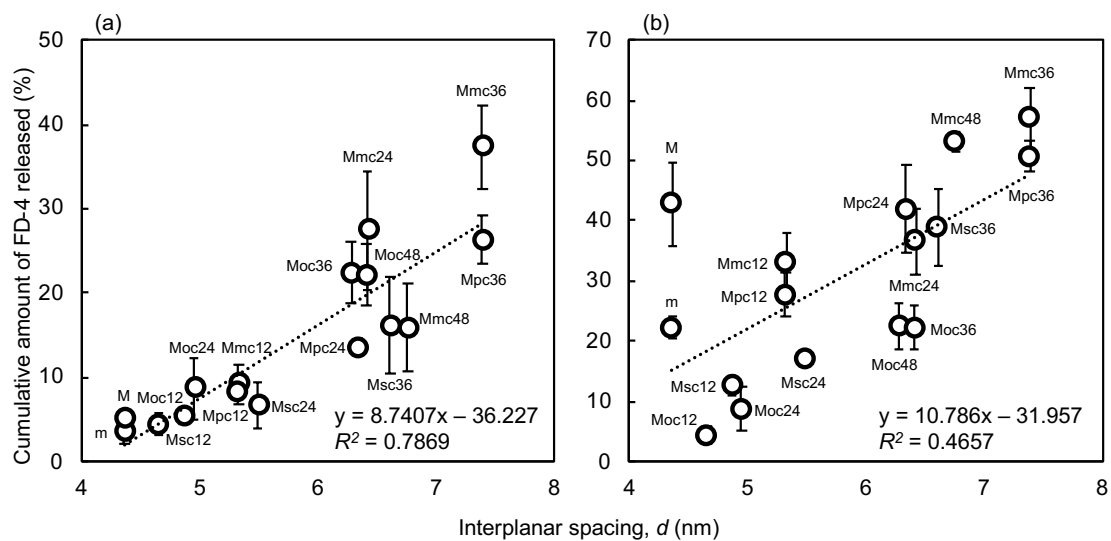 (a)
(b)
Cumulative amount of FD-4 released (%)
50
40
30
20
10
0
Mmc36
Mmc24
Moc36
Moc48
Mpc36
Mmc48
Mpc24
Msc36
Moc24
Mmc12
M
Moc12
m
Msc12
Mpc12
Msc24
y = 8.7407x – 36.227
R² = 0.7869
4
5
6
7
8
70
60
50
40
30
20
10
0
Mmc36
Mmc48
M
Mpc24
Mpc36
Msc36
Mmc12
Mpc12
Mmc24
m
Moc36
Moc48
Msc12
Msc24
Moc12
Moc24
y = 10.786x – 31.957
R² = 0.4657
4
5
6
7
8
Interplanar spacing, d (nm)